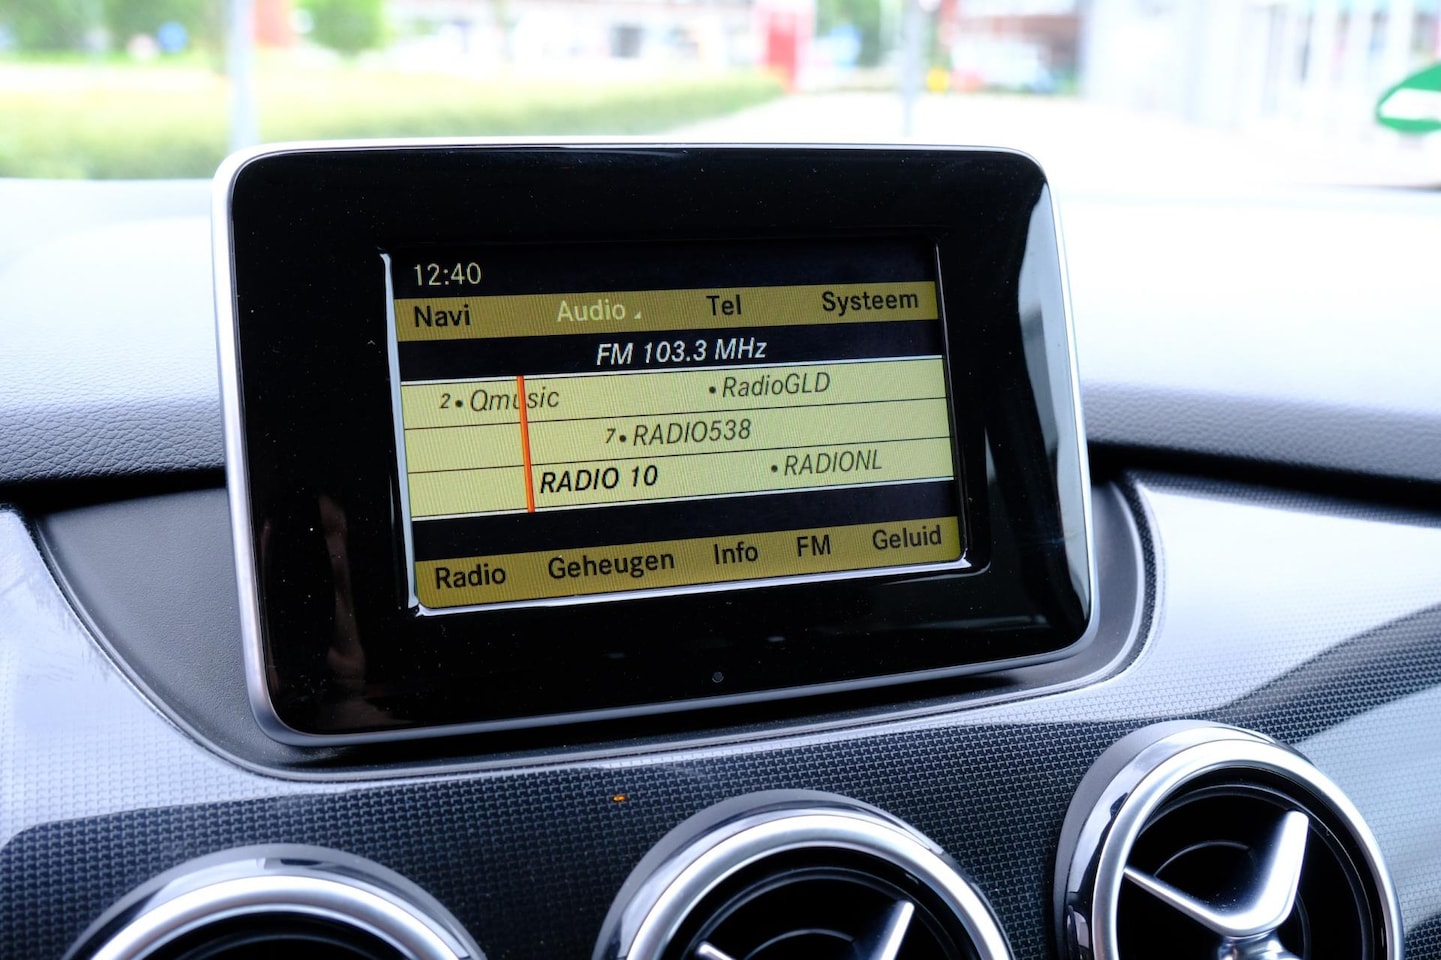 12:40
Navi Audio Tel Systeem
FM 103.3 MHz
2 • Qmusic • RadioGLD
7 • RADIO538
RADIO 10 • RADIONL
Radio Geheugen Info FM Geluid